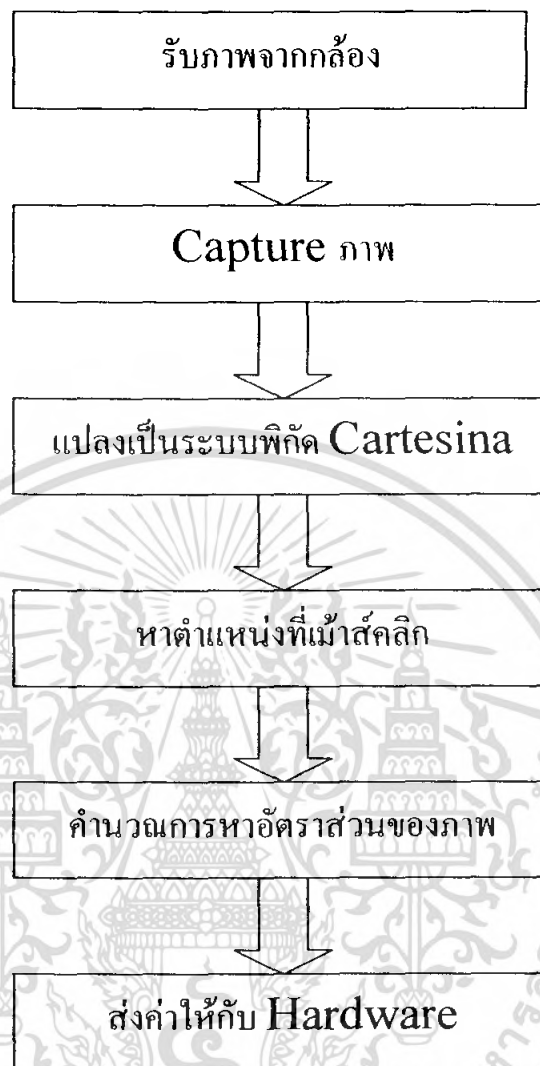 รับภาพจากกล้อง
Capture ภาพ
แปลงเป็นระบบพิกัด Cartesina
หาตำแหน่งที่เม้าส์คลิก
คำนวณการหาอัตราส่วนของภาพ
ส่งค่าให้กับ Hardware